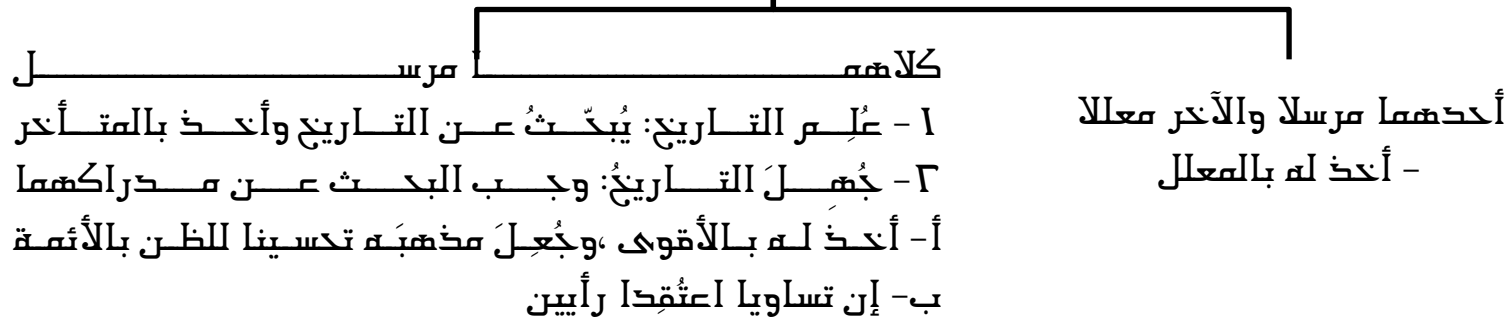 أحدهما مرسلا والآخر معللا
- أخذ له بالمعلل
كلاهما مرسل
١- عُلِم التاريخ: يُبحّثُ عن التاريخ وأخذ بالمتأخر
٢- جُهِلَ التاريخُ: وجب البحث عن مدراكهما
أ- أخذ له بالأقوى ،وجُعِلَ مذهبَه تحسينا للظن بالأئمة
ب- إن تساويا اعتُقِدا رأيين